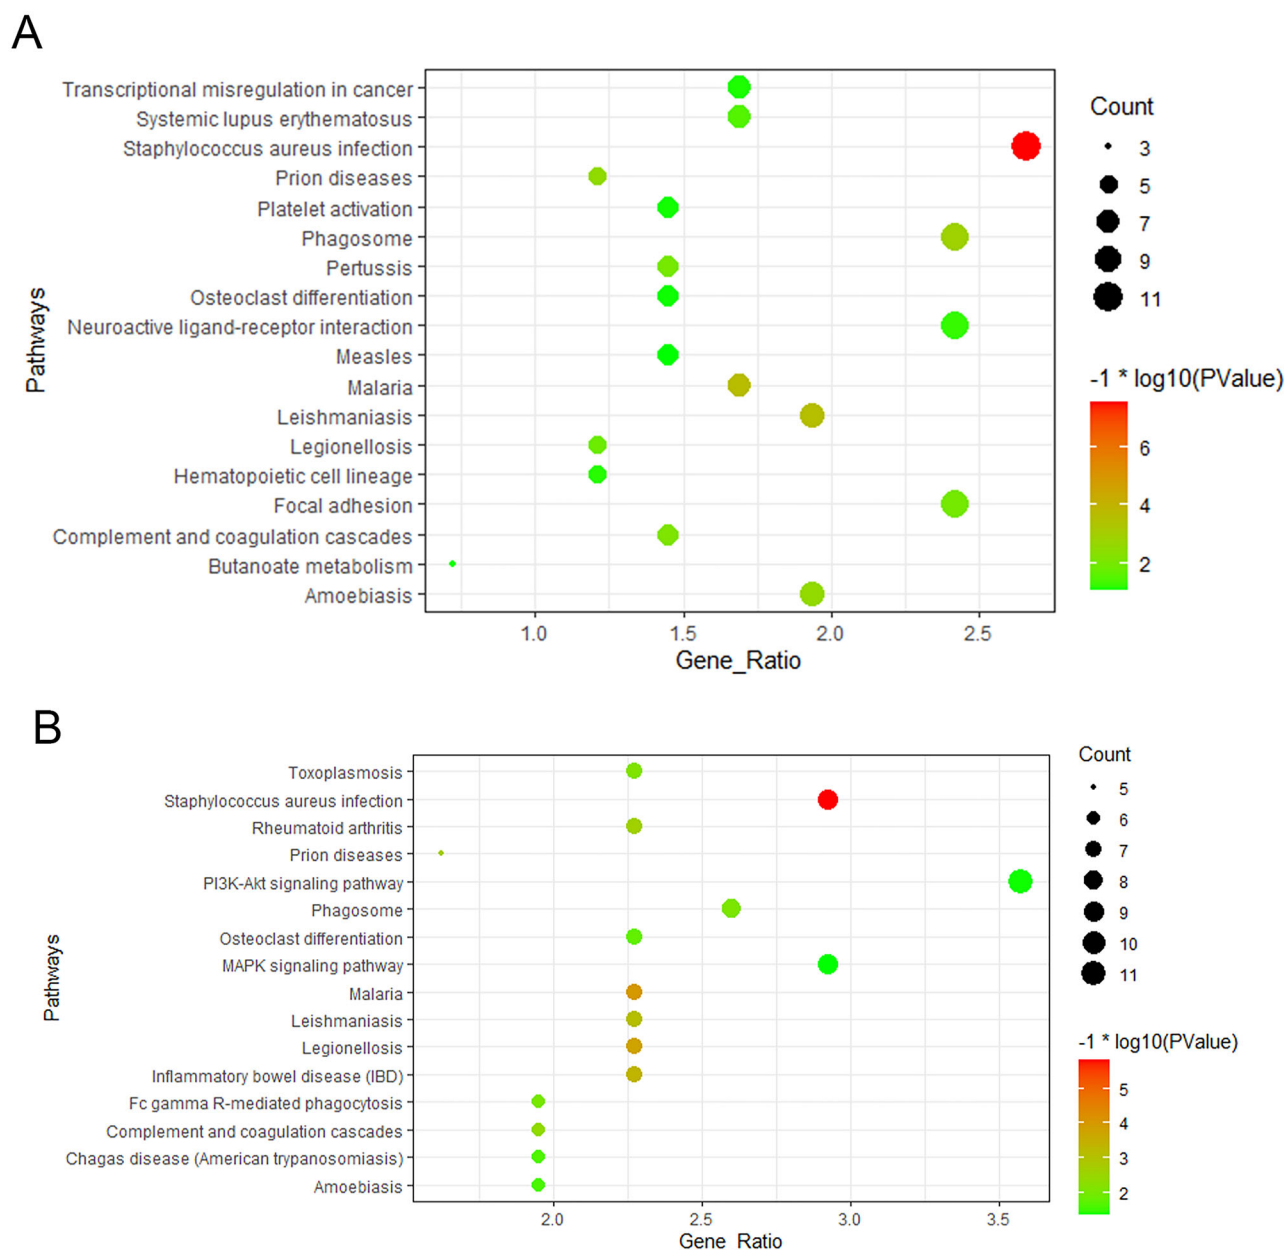 A
Transcriptional misregulation in cancer
Systemic lupus erythematosus
Staphylococcus aureus infection
Prion diseases
Platelet activation
Phagosome
Pertussis
Osteoclast differentiation
Neuroactive ligand-receptor interaction
Measles
Malaria
Leishmaniasis
Legionellosis
Hematopoietic cell lineage
Focal adhesion
Complement and coagulation cascades
Butanoate metabolism
Amoebiasis
Pathways
1.0 1.5 2.0 2.5
Gene_Ratio
Count
3
5
7
9
11
-1 * log10(PValue)
6
4
2
B
Toxoplasmosis
Staphylococcus aureus infection
Rheumatoid arthritis
Prion diseases
PI3K-Akt signaling pathway
Phagosome
Osteoclast differentiation
MAPK signaling pathway
Malaria
Leishmaniasis
Legionellosis
Inflammatory bowel disease (IBD)
Fc gamma R-mediated phagocytosis
Complement and coagulation cascades
Chagas disease (American trypanosomiasis)
Amoebiasis
Pathways
2.0 2.5 3.0 3.5
Gene_Ratio
Count
5
6
7
8
9
10
11
-1 * log10(PValue)
5
4
3
2